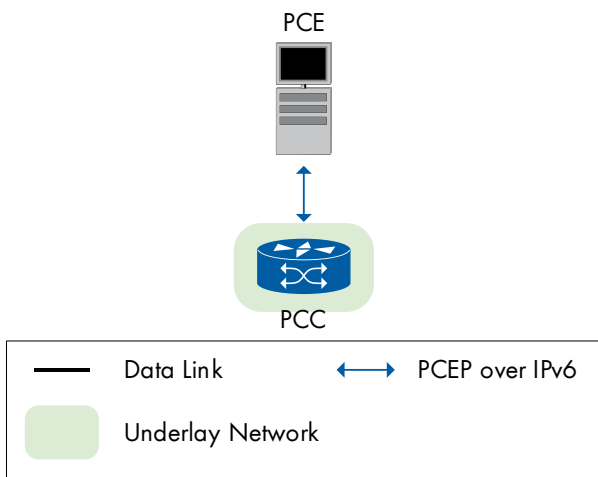 PCE
PCC
Data Link
PCEP over IPv6
Underlay Network